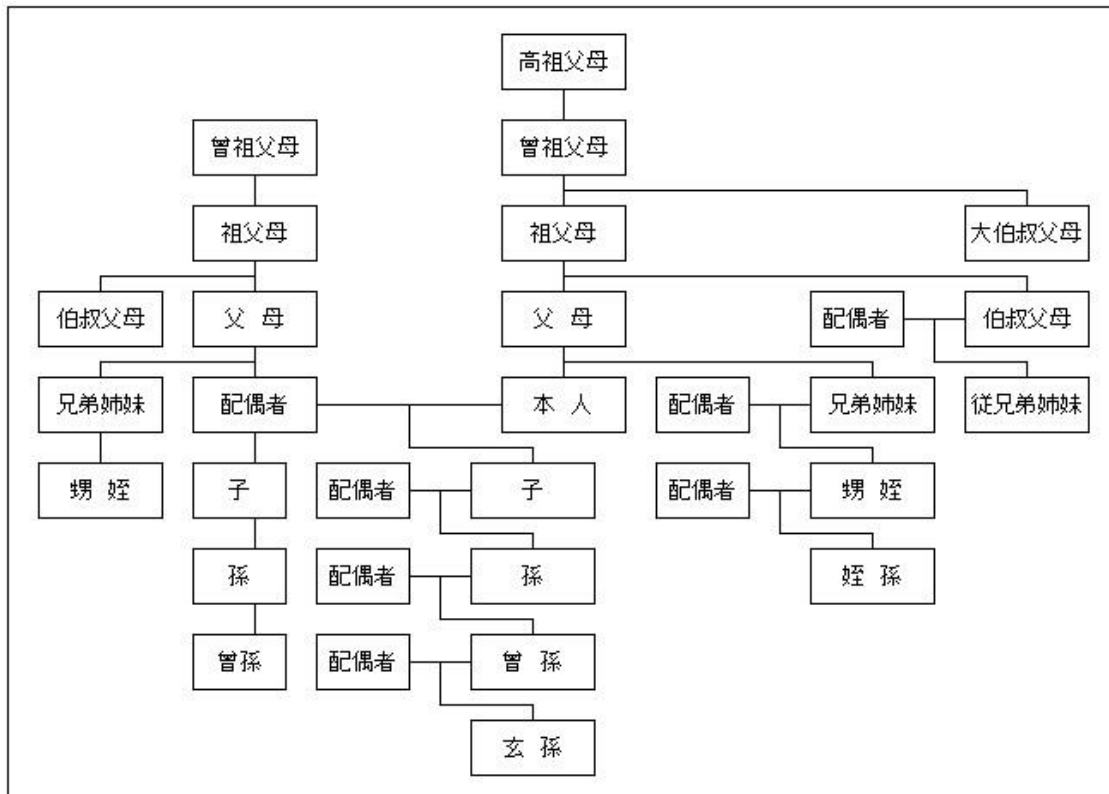 高祖父母
曾祖父母
曾祖父母
祖父母
祖父母
大伯叔父母
伯叔父母
父 母
父 母
配偶者
伯叔父母
兄弟姉妹
配偶者
本 人
配偶者
兄弟姉妹
従兄弟姉妹
甥 姪
子
配偶者
子
配偶者
甥 姪
孫
配偶者
孫
姪 孫
曾孫
配偶者
曾 孫
玄 孫